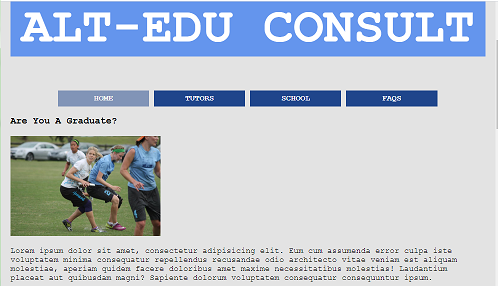 ALT-EDU CONSULT
HOME TUTORS SCHOOL FAQS
Are You A Graduate?
Lorem ipsum dolor sit amet, consectetur adipisicing elit. Eum cum assumenda error culpa iste
voluptatem minima consequatur repellendus recusandae odio architecto vitae veniam est aliquam
molestiae, aperiam quidem facere doloribus amet maxime necessitatibus molestias! Laudantium
placeat aut quibusdam magni? Sapiente dolorum voluptatem consequatur consequuntur ipsum.